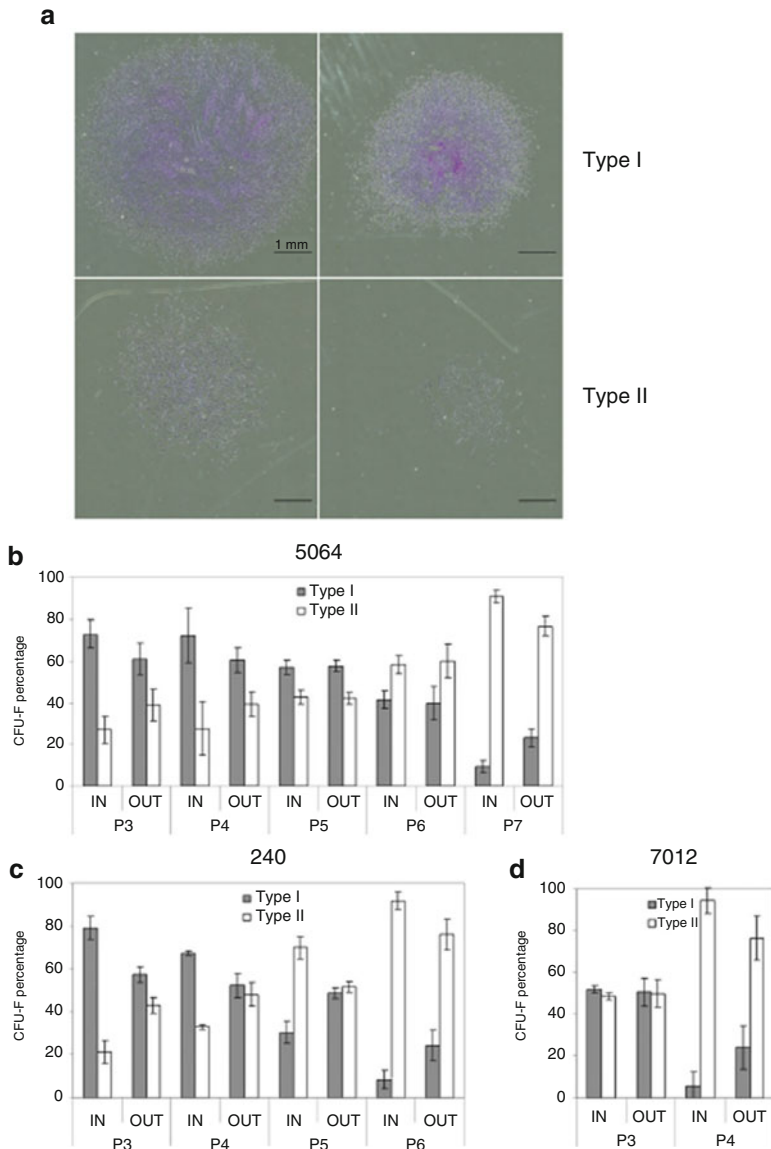 a
Type I
1 mm
Type II
b
5064
Type I
Type II
CFU-F percentage
100
80
60
40
20
0
IN OUT IN OUT IN OUT IN OUT IN OUT
P3 P4 P5 P6 P7
c
240
Type I
Type II
CFU-F percentage
100
80
60
40
20
0
IN OUT IN OUT IN OUT IN OUT
P3 P4 P5 P6
d
7012
Type I
Type II
CFU-F percentage
100
80
60
40
20
0
IN OUT IN OUT
P3 P4